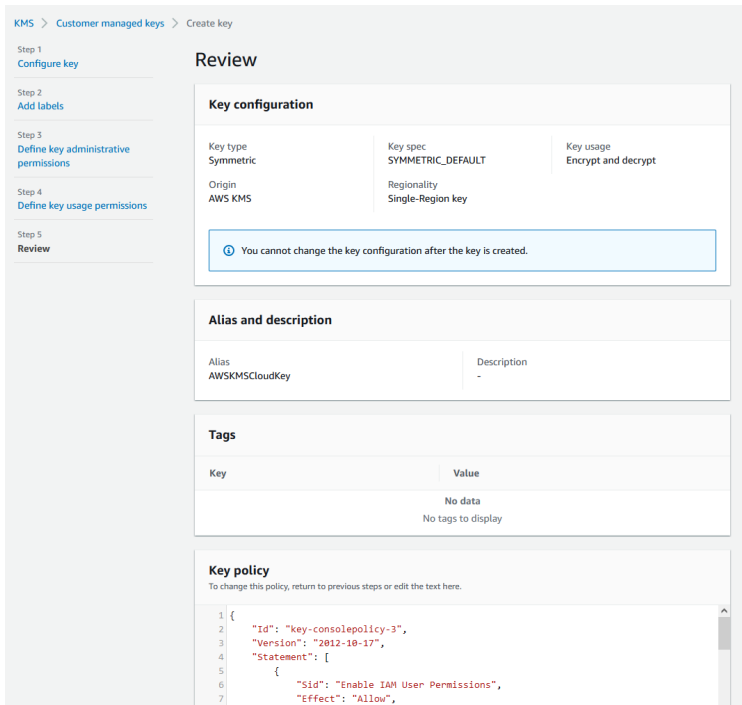 KMS > Customer managed keys > Create key
Step 1
Configure key
Step 2
Add labels
Step 3
Define key administrative
permissions
Step 4
Define key usage permissions
Step 5
Review
Review
Key configuration
Key type
Symmetric
Key spec
SYMMETRIC_DEFAULT
Key usage
Encrypt and decrypt
Origin
AWS KMS
Regionality
Single-Region key
You cannot change the key configuration after the key is created.
Alias and description
Alias
AWSKMSCloudKey
Description
-
Tags
Key Value
No data
No tags to display
Key policy
To change this policy, return to previous steps or edit the text here.
1 {
2 "Id": "key-consolepolicy-3",
3 "Version": "2012-10-17",
4 "Statement": [
5 {
6 "Sid": "Enable IAM User Permissions",
7 "Effect": "Allow",